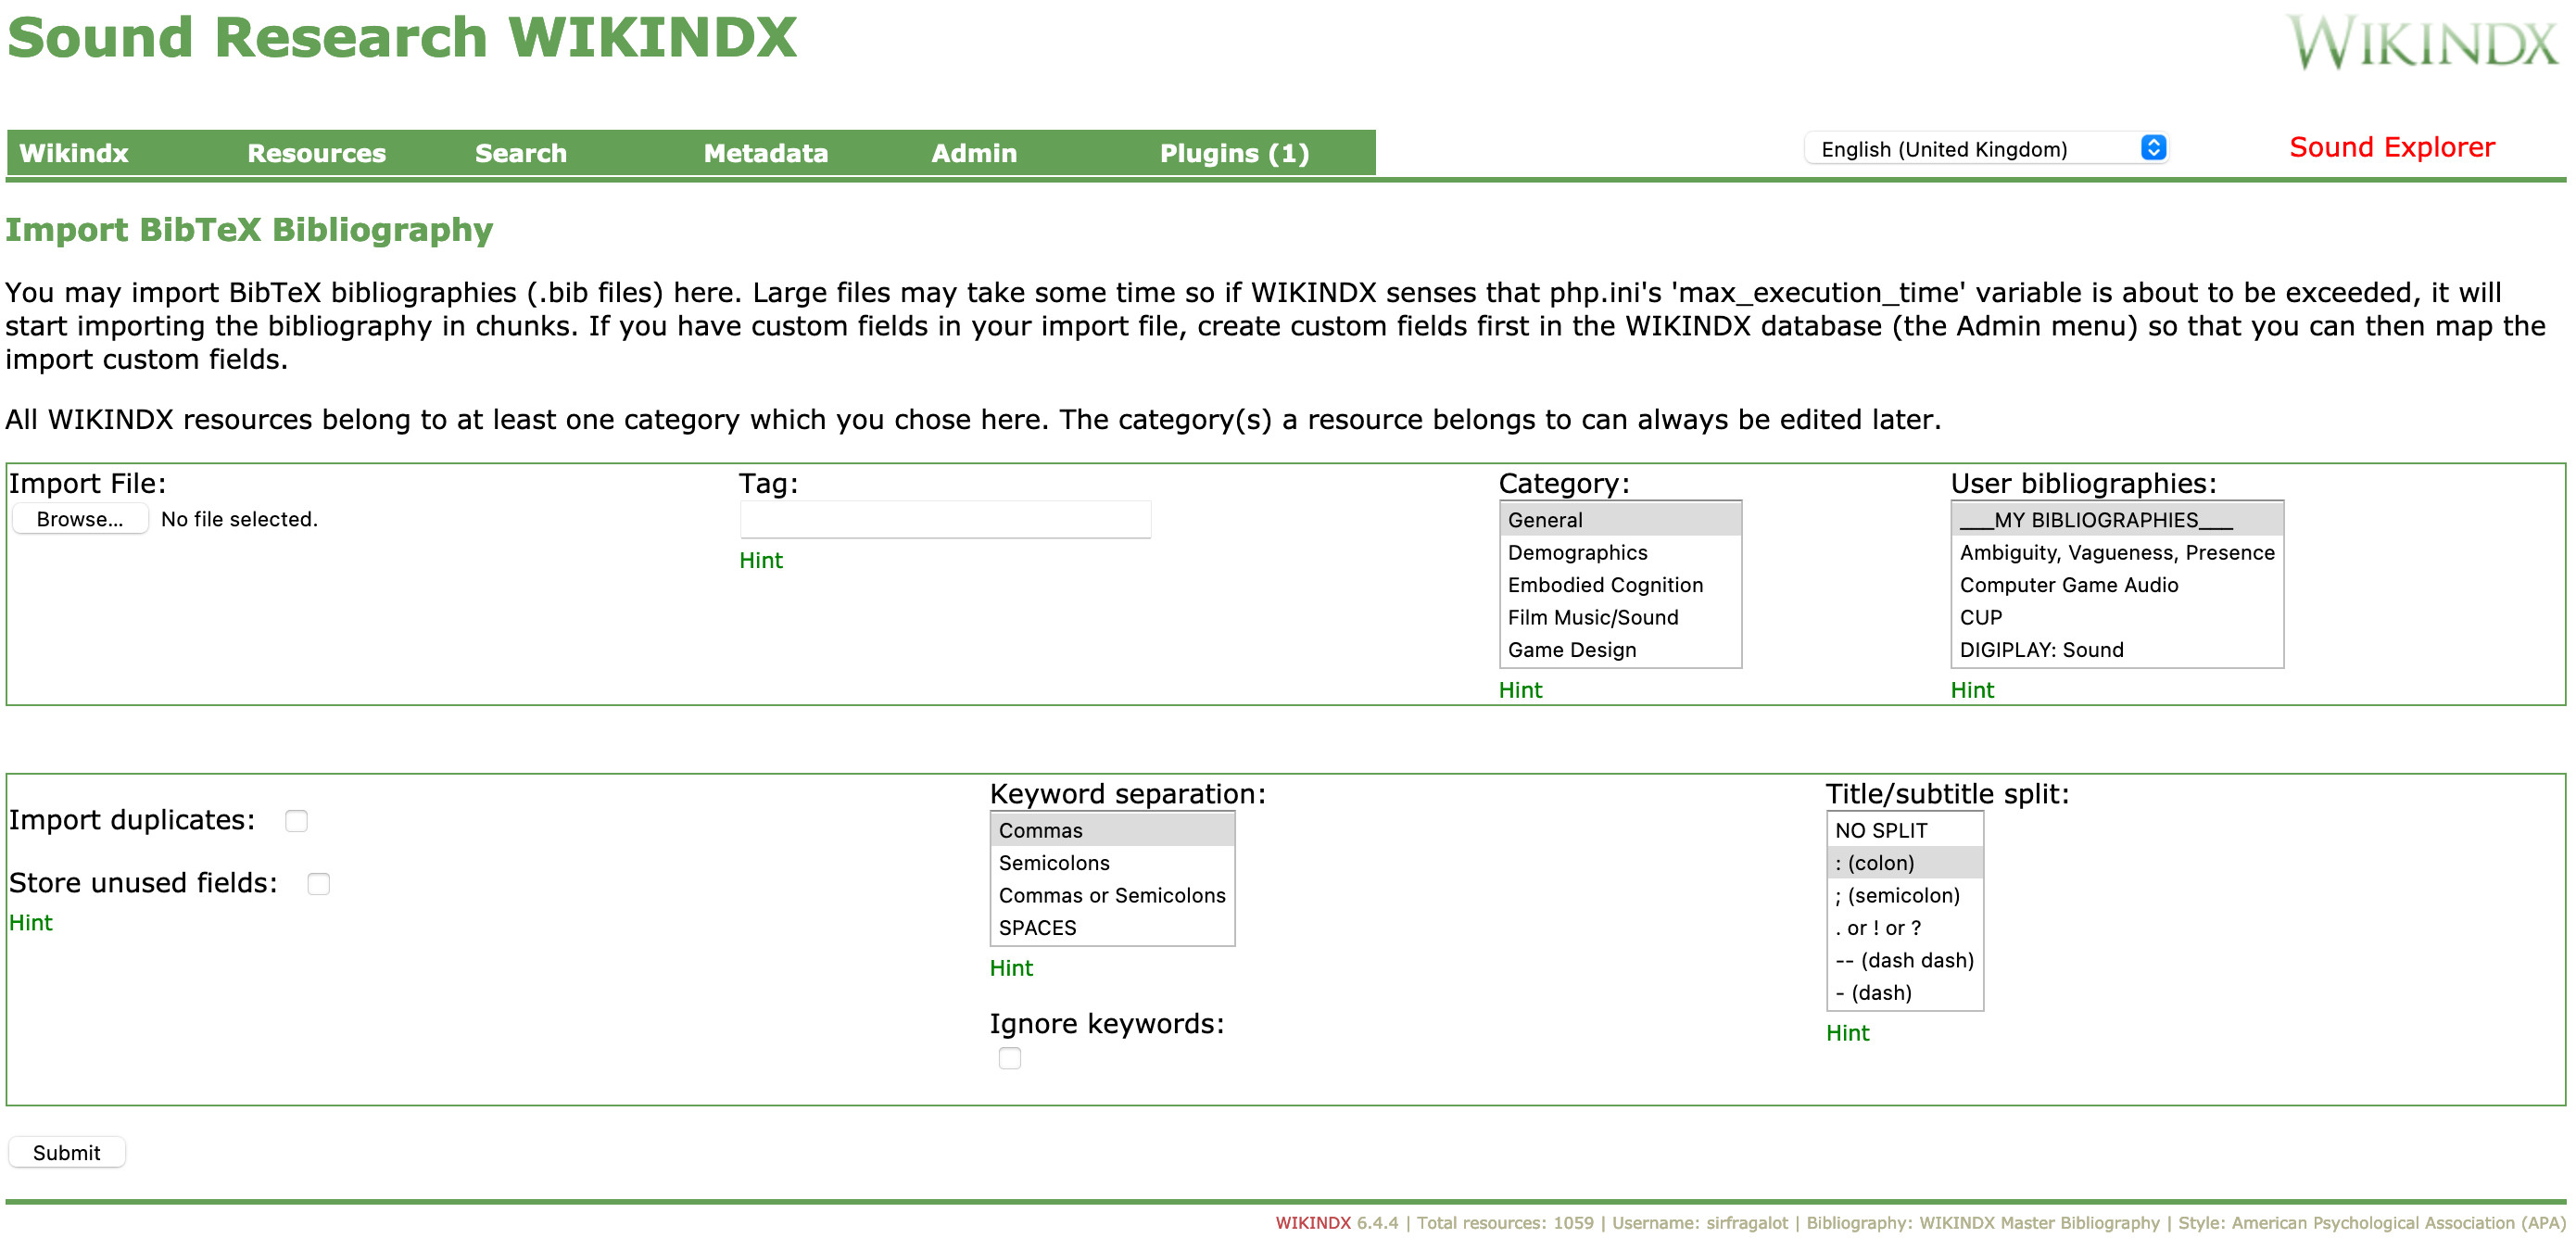 Sound Research WIKINDX
WIKINDX
Wikindx Resources Search Metadata Admin Plugins (1)
English (United Kingdom)
Sound Explorer
Import BibTeX Bibliography
You may import BibTeX bibliographies (.bib files) here. Large files may take some time so if WIKINDX senses that php.ini's 'max_execution_time' variable is about to be exceeded, it will
start importing the bibliography in chunks. If you have custom fields in your import file, create custom fields first in the WIKINDX database (the Admin menu) so that you can then map the
import custom fields.
All WIKINDX resources belong to at least one category which you chose here. The category(s) a resource belongs to can always be edited later.
Import File:
Browse... No file selected.
Tag:
Hint
Category:
General
Demographics
Embodied Cognition
Film Music/Sound
Game Design
Hint
User bibliographies:
___MY BIBLIOGRAPHIES___
Ambiguity, Vagueness, Presence
Computer Game Audio
CUP
DIGIPLAY: Sound
Hint
Import duplicates:
Store unused fields:
Hint
Keyword separation:
Commas
Semicolons
Commas or Semicolons
SPACES
Hint
Ignore keywords:
Title/subtitle split:
NO SPLIT
: (colon)
; (semicolon)
. or ! or ?
-- (dash dash)
- (dash)
Hint
Submit
WIKINDX 6.4.4 | Total resources: 1059 | Username: sirfragalot | Bibliography: WIKINDX Master Bibliography | Style: American Psychological Association (APA)